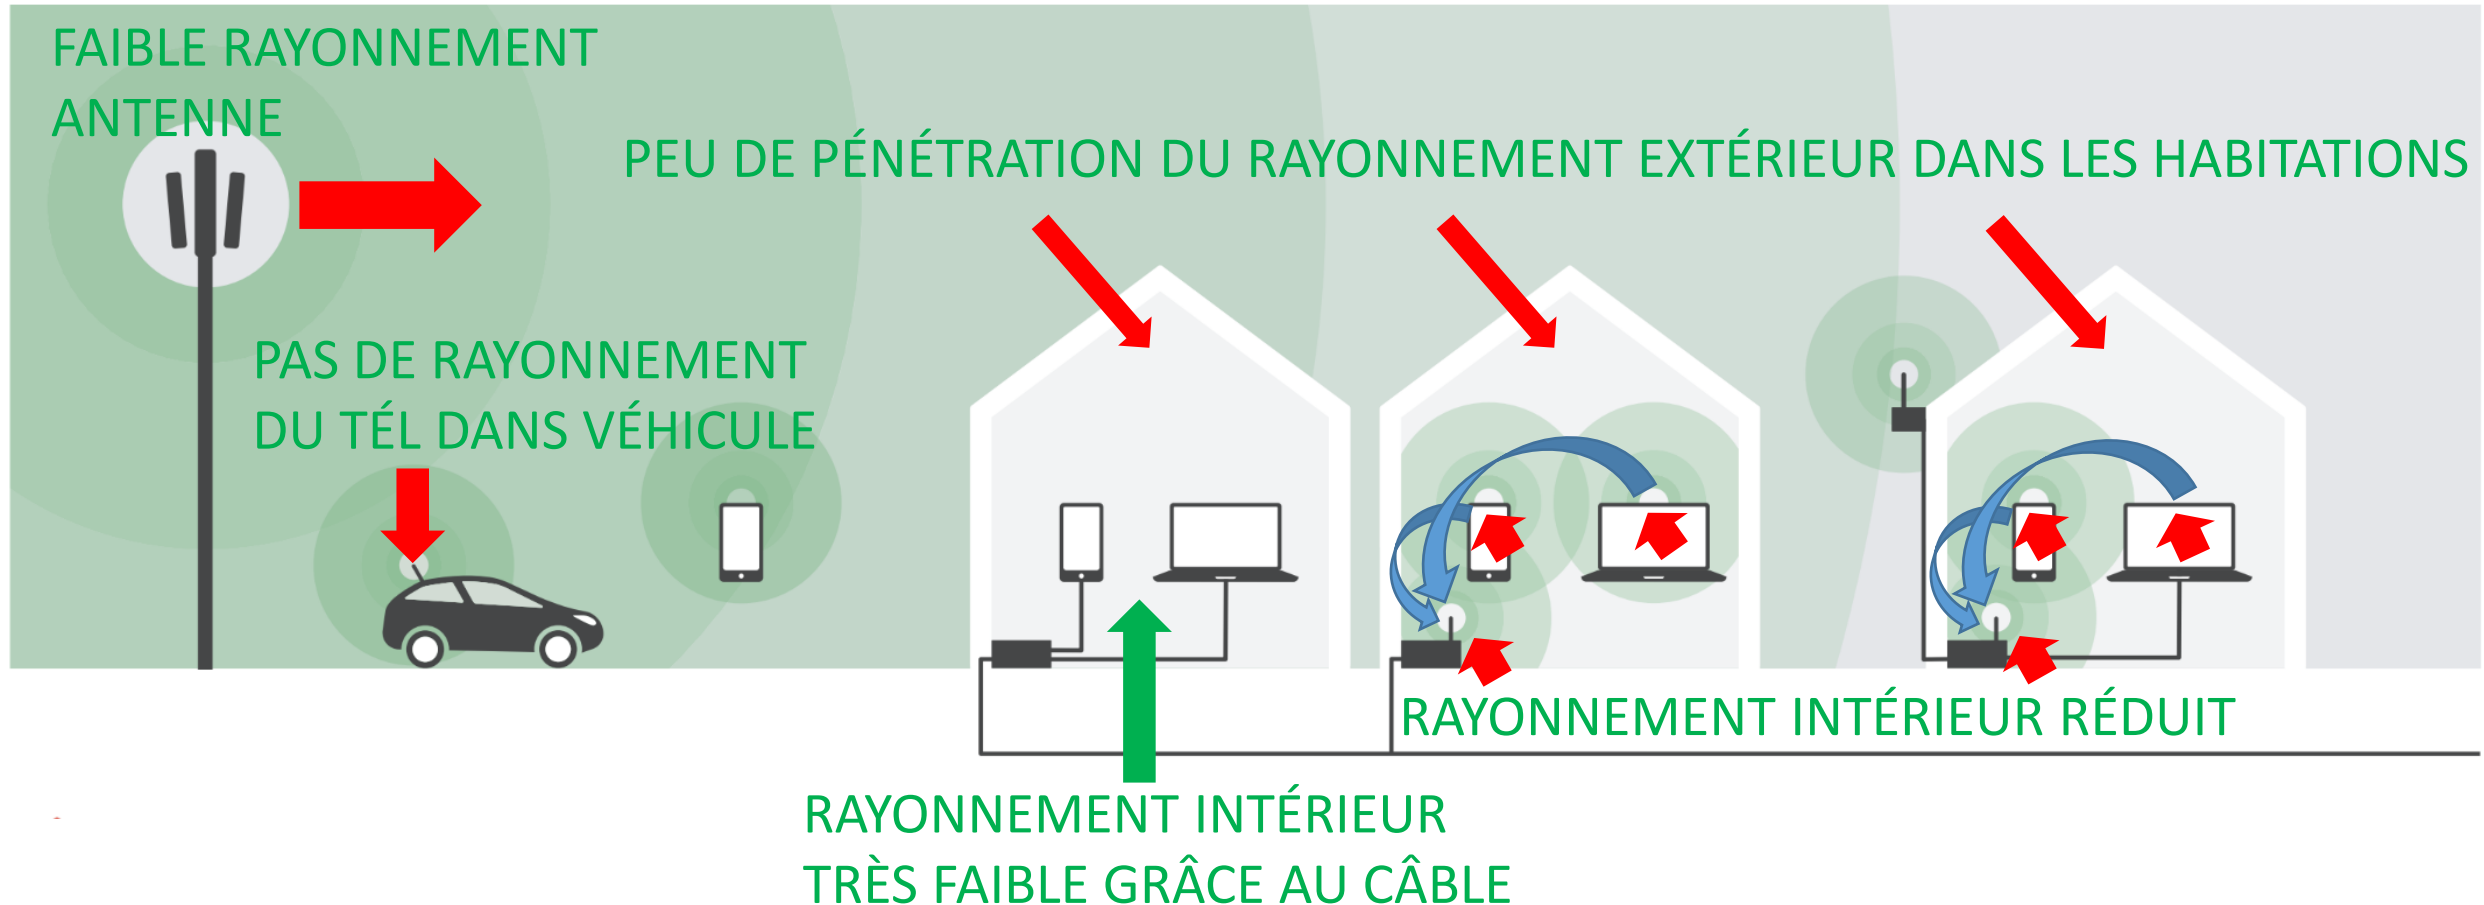 FAIBLE RAYONNEMENT
ANTENNE
PEU DE PÉNÉTRATION DU RAYONNEMENT EXTÉRIEUR DANS LES HABITATIONS
PAS DE RAYONNEMENT
DU TÉL DANS VÉHICULE
RAYONNEMENT INTÉRIEUR RÉDUIT
RAYONNEMENT INTÉRIEUR
TRÈS FAIBLE GRÂCE AU CÂBLE